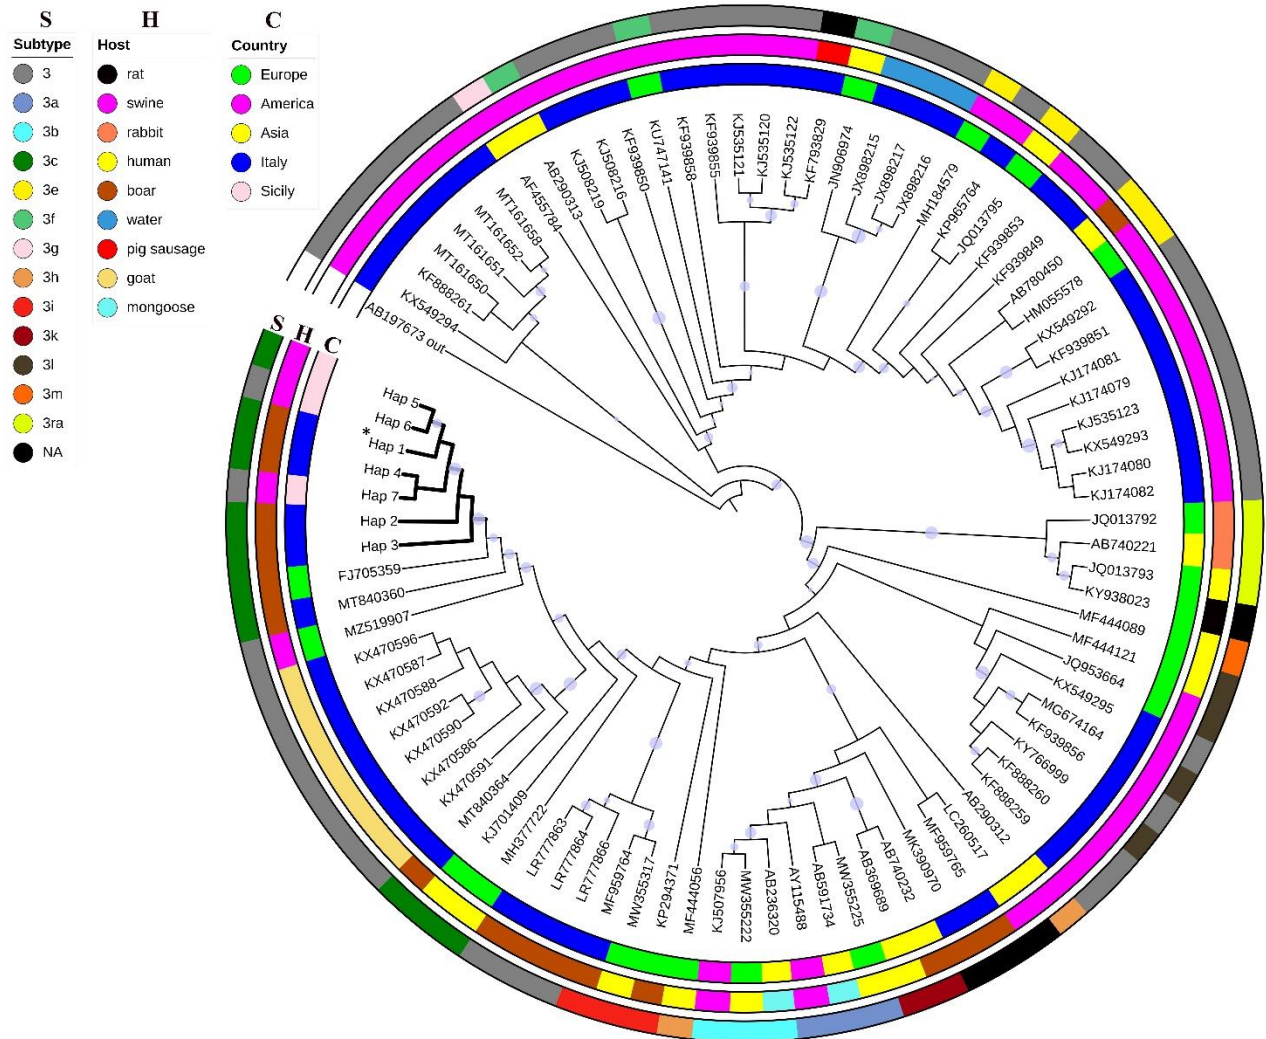 S
H
C
Subtype
3
3a
3b
3c
3e
3f
3g
3h
3i
3k
3l
3m
3ra
NA
Host
rat
swine
rabbit
human
boar
water
pig sausage
goat
mongoose
Country
Europe
America
Asia
Italy
Sicily
S
H
C
AB197673 out
KX549294
KF888261
MT161650
MT161651
MT161652
MT161658
AF455784
AB290313
KJ508219
KJ508216
KF939850
KU747141
KF939858
KF939855
KJ535121
KJ535120
KJ535122
KF793829
JN906974
JX898215
JX898217
JX898216
MH184579
KP965764
JQ013795
KF939853
KF939849
AB780450
HM055578
KX549292
KF939851
KJ174081
KJ174079
KJ535123
KX549293
KJ174080
KJ174082
JQ013792
AB740221
JQ013793
KY938023
MF444089
MF444121
JQ953664
KX549295
MG674164
KF939856
KY766999
KF888260
KF888259
AB290312
LC260517
MF959765
MK390970
AB740232
AB369689
MW355225
AB591734
AY115488
AB236320
MW355222
KJ507956
MF444056
KP294371
MW355317
MF959764
LR777866
LR777864
LR777863
MH377722
KJ701409
MT840364
KX470591
KX470586
KX470590
KX470592
KX470588
KX470587
KX470596
MZ519907
MT840360
FJ705359
Hap 3
Hap 2
Hap 7
Hap 4
* Hap 1
Hap 6
Hap 5